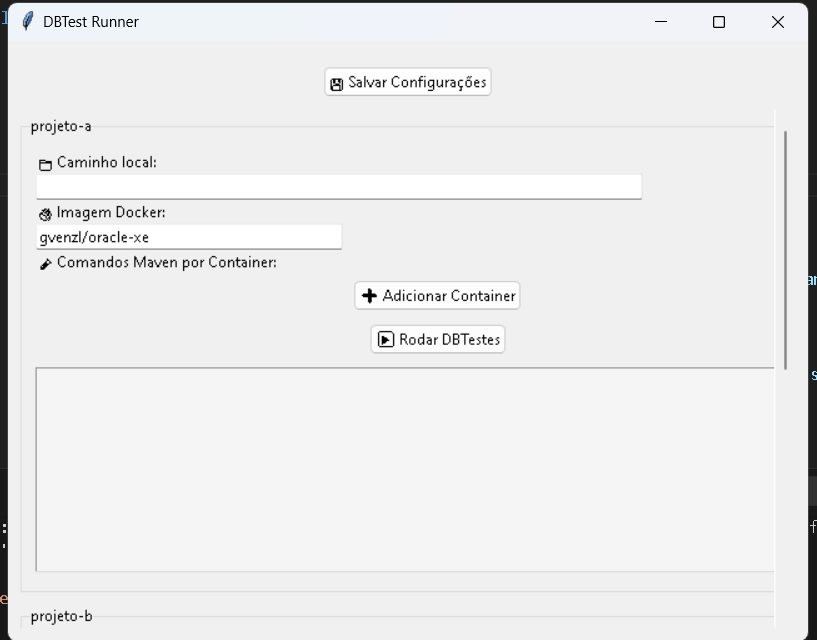 DBTest Runner
Salvar Configurações
projeto-a
Caminho local:
Imagem Docker:
gvenzl/oracle-xe
Comandos Maven por Container:
Adicionar Container
Rodar DBTestes
projeto-b